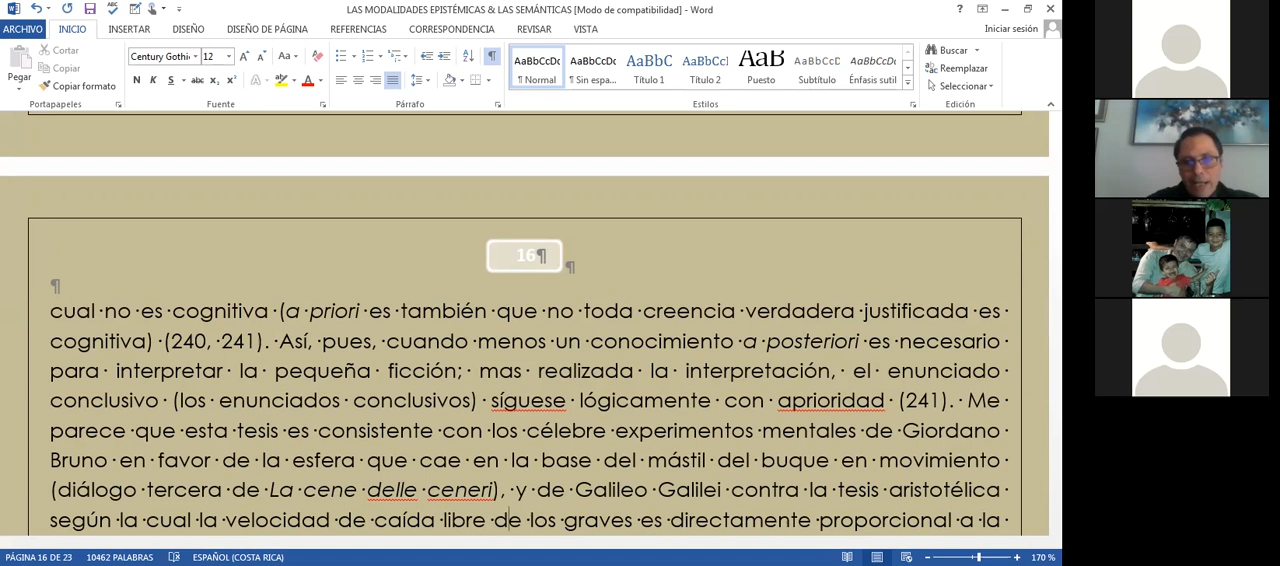 LAS MODALIDADES EPISTÉMICAS & LAS SEMÁNTICAS [Modo de compatibilidad] - Word
ARCHIVO INICIO INSERTAR DISEÑO DISEÑO DE PÁGINA REFERENCIAS CORRESPONDENCIA REVISAR VISTA Iniciar sesión
Pegar
Cortar
Copiar
Copiar formato
Portapapeles
Century Gothi 12
N K S abc x₂ x²
Fuente
Párrafo
AaBbCcDc AaBbCcDc AaBbC AaBbCcl AaB AaBbCcD AaBbCcDc
¶ Normal ¶ Sin espa... Título 1 Título 2 Puesto Subtítulo Énfasis sutil
Estilos
Buscar
Reemplazar
Seleccionar
Edición
16¶
¶
¶
cual no es cognitiva (a priori es también que no toda creencia verdadera justificada es
cognitiva) (240, 241). Así, pues, cuando menos un conocimiento a posteriori es necesario
para interpretar la pequeña ficción; mas realizada la interpretación, el enunciado
conclusivo (los enunciados conclusivos) síguese lógicamente con aprioridad (241). Me
parece que esta tesis es consistente con los célebre experimentos mentales de Giordano
Bruno en favor de la esfera que cae en la base del mástil del buque en movimiento
(diálogo tercera de La cene delle ceneri), y de Galileo Galilei contra la tesis aristotélica
según la cual la velocidad de caída libre de los graves es directamente proporcional a la
PÁGINA 16 DE 23 10462 PALABRAS ESPAÑOL (COSTA RICA) 170 %